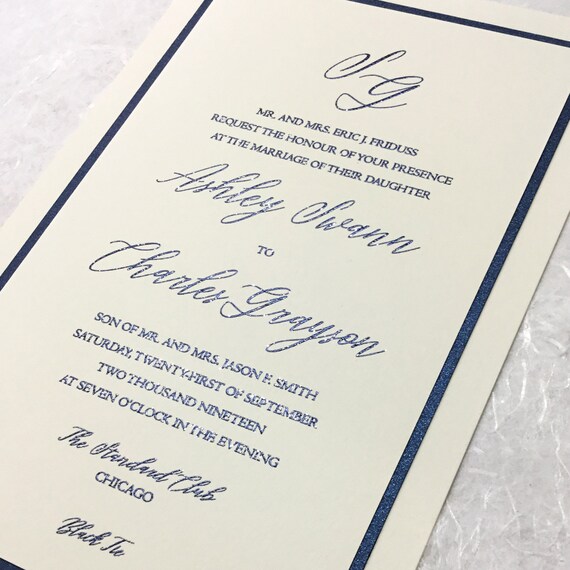 S G
MR. AND MRS. ERIC J. FRIDUSS
REQUEST THE HONOUR OF YOUR PRESENCE
AT THE MARRIAGE OF THEIR DAUGHTER
Ashley Swann
TO
Charles Grayson
SON OF MR. AND MRS. JASON F. SMITH
SATURDAY, TWENTY-FIRST OF SEPTEMBER
TWO THOUSAND NINETEEN
AT SEVEN O'CLOCK IN THE EVENING
The Standard Club
CHICAGO
Black Tie